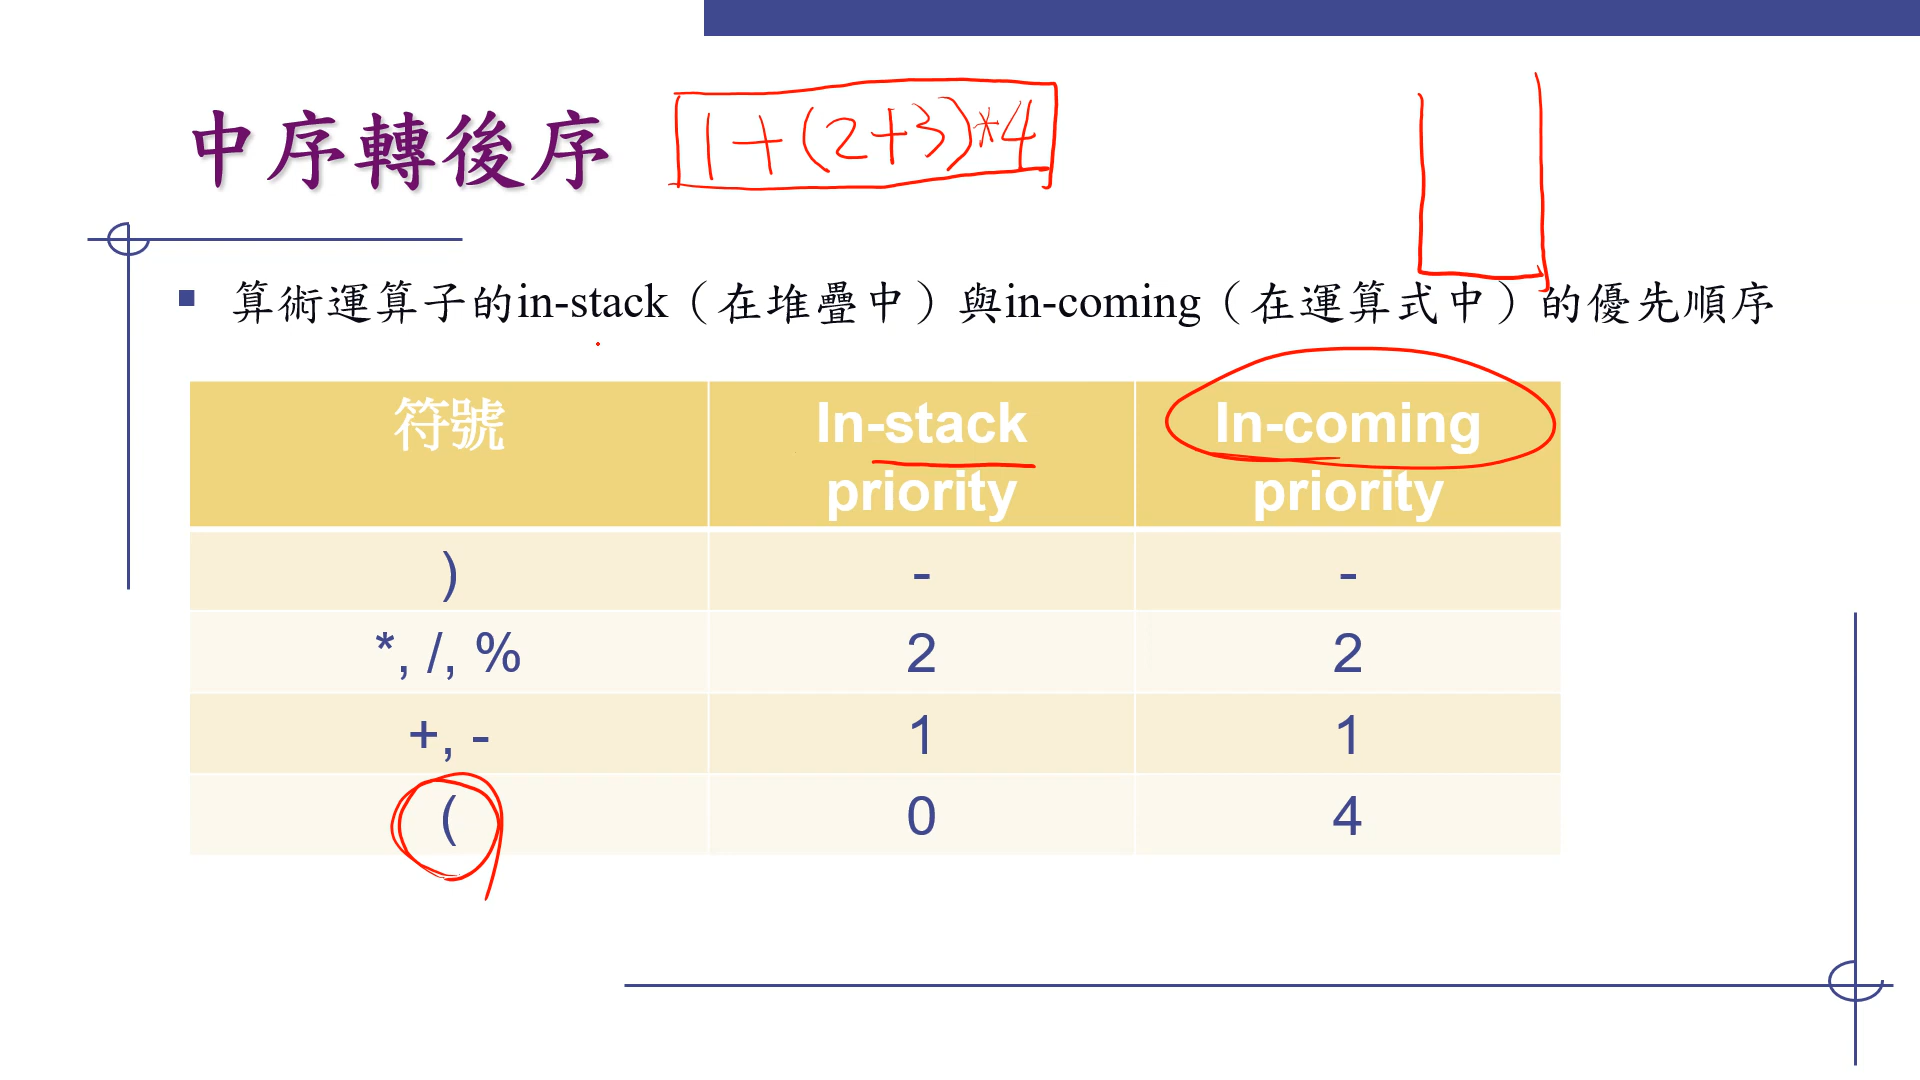 中序轉後序
1+(2+3)*4
算術運算子的in-stack（在堆疊中）與in-coming（在運算式中）的優先順序
符號 In-stack priority In-coming priority
) - -
*, /, % 2 2
+, - 1 1
( 0 4